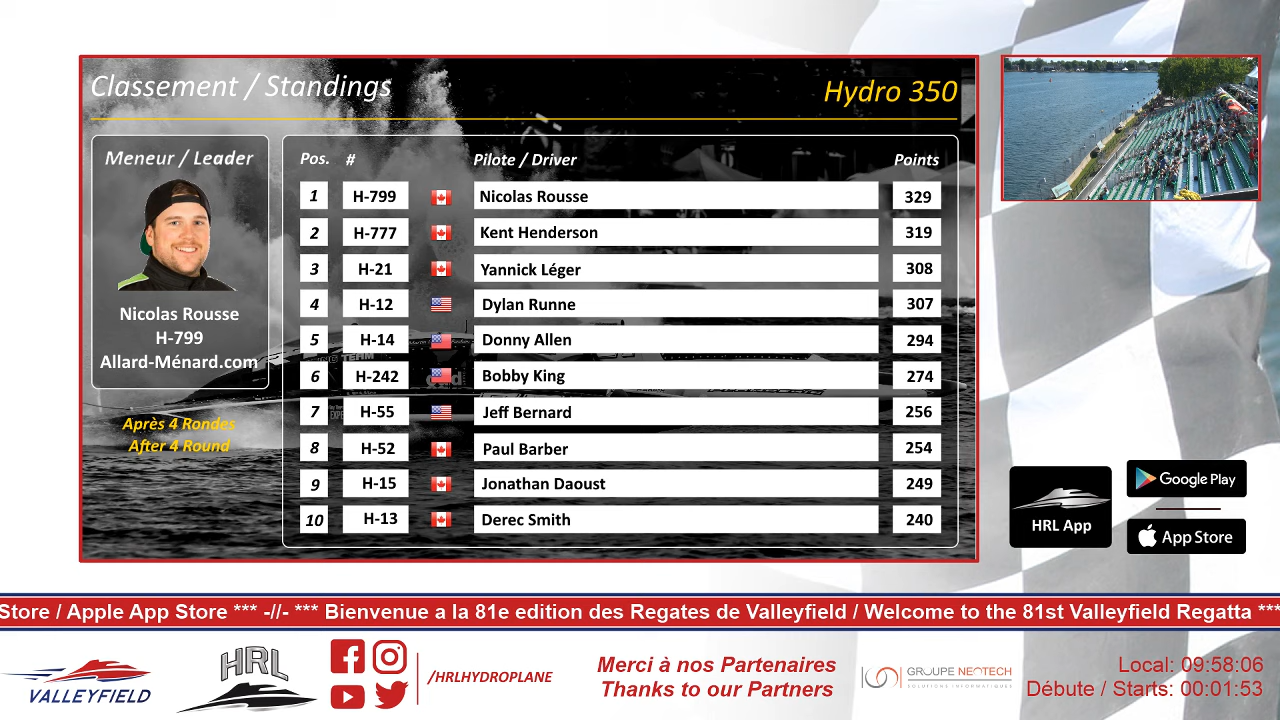 Classement / Standings
Hydro 350
Meneur / Leader
Nicolas Rousse
H-799
Allard-Ménard.com
Après 4 Rondes
After 4 Round
Pos. # Pilote / Driver Points
1 H-799 Nicolas Rousse 329
2 H-777 Kent Henderson 319
3 H-21 Yannick Léger 308
4 H-12 Dylan Runne 307
5 H-14 Donny Allen 294
6 H-242 Bobby King 274
7 H-55 Jeff Bernard 256
8 H-52 Paul Barber 254
9 H-15 Jonathan Daoust 249
10 H-13 Derec Smith 240
HRL App
Google Play
App Store
Store / Apple App Store *** -//- *** Bienvenue a la 81e edition des Regates de Valleyfield / Welcome to the 81st Valleyfield Regatta ***
VALLEYFIELD
HRL
/HRLHYDROPLANE
Merci à nos Partenaires
Thanks to our Partners
GROUPE NEOTECH
SOLUTIONS INFORMATIQUES
Local: 09:58:06
Débute / Starts: 00:01:53